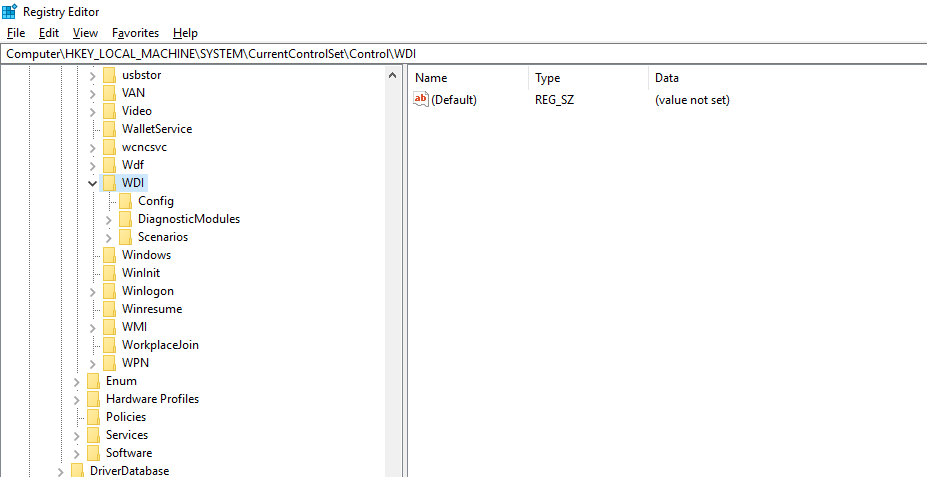 Registry Editor
File Edit View Favorites Help
Computer\HKEY_LOCAL_MACHINE\SYSTEM\CurrentControlSet\Control\WDI
usbstor
VAN
Video
WalletService
wcncsvc
Wdf
WDI
Config
DiagnosticModules
Scenarios
Windows
WinInit
Winlogon
Winresume
WMI
WorkplaceJoin
WPN
Enum
Hardware Profiles
Policies
Services
Software
DriverDatabase
Name Type Data
ab (Default) REG_SZ (value not set)